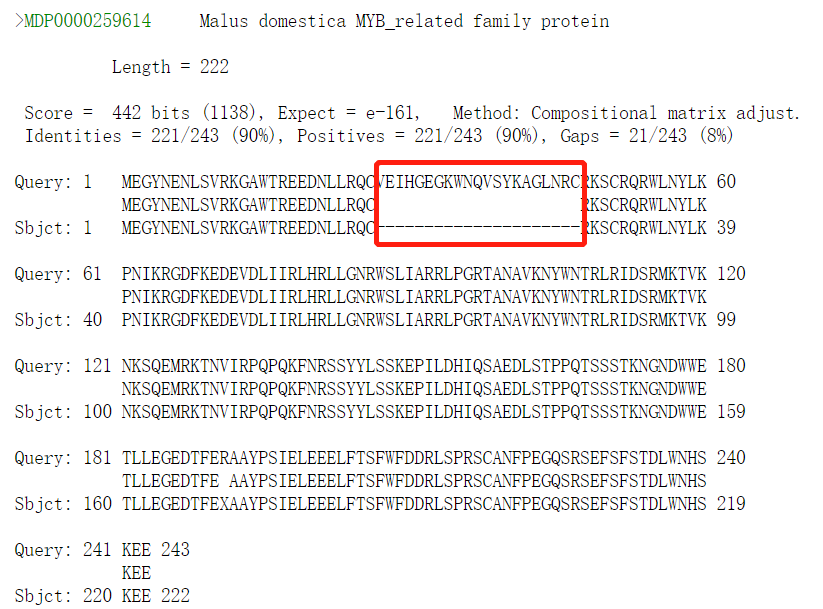 >MDP0000259614     Malus domestica MYB_related family protein
Length = 222
Score =  442 bits (1138), Expect = e-161,   Method: Compositional matrix adjust.
Identities = 221/243 (90%), Positives = 221/243 (90%), Gaps = 21/243 (8%)
Query: 1   MEGYNENLSVRKGAWTREEDNLLRQCVEIHGEGKWNQVSYKAGLNRCRKSCRQRWLNYLK 60
           MEGYNENLSVRKGAWTREEDNLLRQC                     RKSCRQRWLNYLK
Sbjct: 1   MEGYNENLSVRKGAWTREEDNLLRQC---------------------RKSCRQRWLNYLK 39
Query: 61  PNIKRGDFKEDEVDLIIRLHRLLGNRWSLIARRLPGRTANAVKNYWNTRLRIDSRMKTVK 120
           PNIKRGDFKEDEVDLIIRLHRLLGNRWSLIARRLPGRTANAVKNYWNTRLRIDSRMKTVK
Sbjct: 40  PNIKRGDFKEDEVDLIIRLHRLLGNRWSLIARRLPGRTANAVKNYWNTRLRIDSRMKTVK 99
Query: 121 NKSQEMRKTNVIRPQPQKFNRSSYYLSSKEPILDHIQSAEDLSTPPQTSSSTKNGNDWWE 180
           NKSQEMRKTNVIRPQPQKFNRSSYYLSSKEPILDHIQSAEDLSTPPQTSSSTKNGNDWWE
Sbjct: 100 NKSQEMRKTNVIRPQPQKFNRSSYYLSSKEPILDHIQSAEDLSTPPQTSSSTKNGNDWWE 159
Query: 181 TLLEGEDTFERAAYPSIELEEELFTSFWFDDRLSPRSCANFPEGQSRSEFSFSTDLWNHS 240
           TLLEGEDTFE AAYPSIELEEELFTSFWFDDRLSPRSCANFPEGQSRSEFSFSTDLWNHS
Sbjct: 160 TLLEGEDTFEXAAYPSIELEEELFTSFWFDDRLSPRSCANFPEGQSRSEFSFSTDLWNHS 219
Query: 241 KEE 243
           KEE
Sbjct: 220 KEE 222